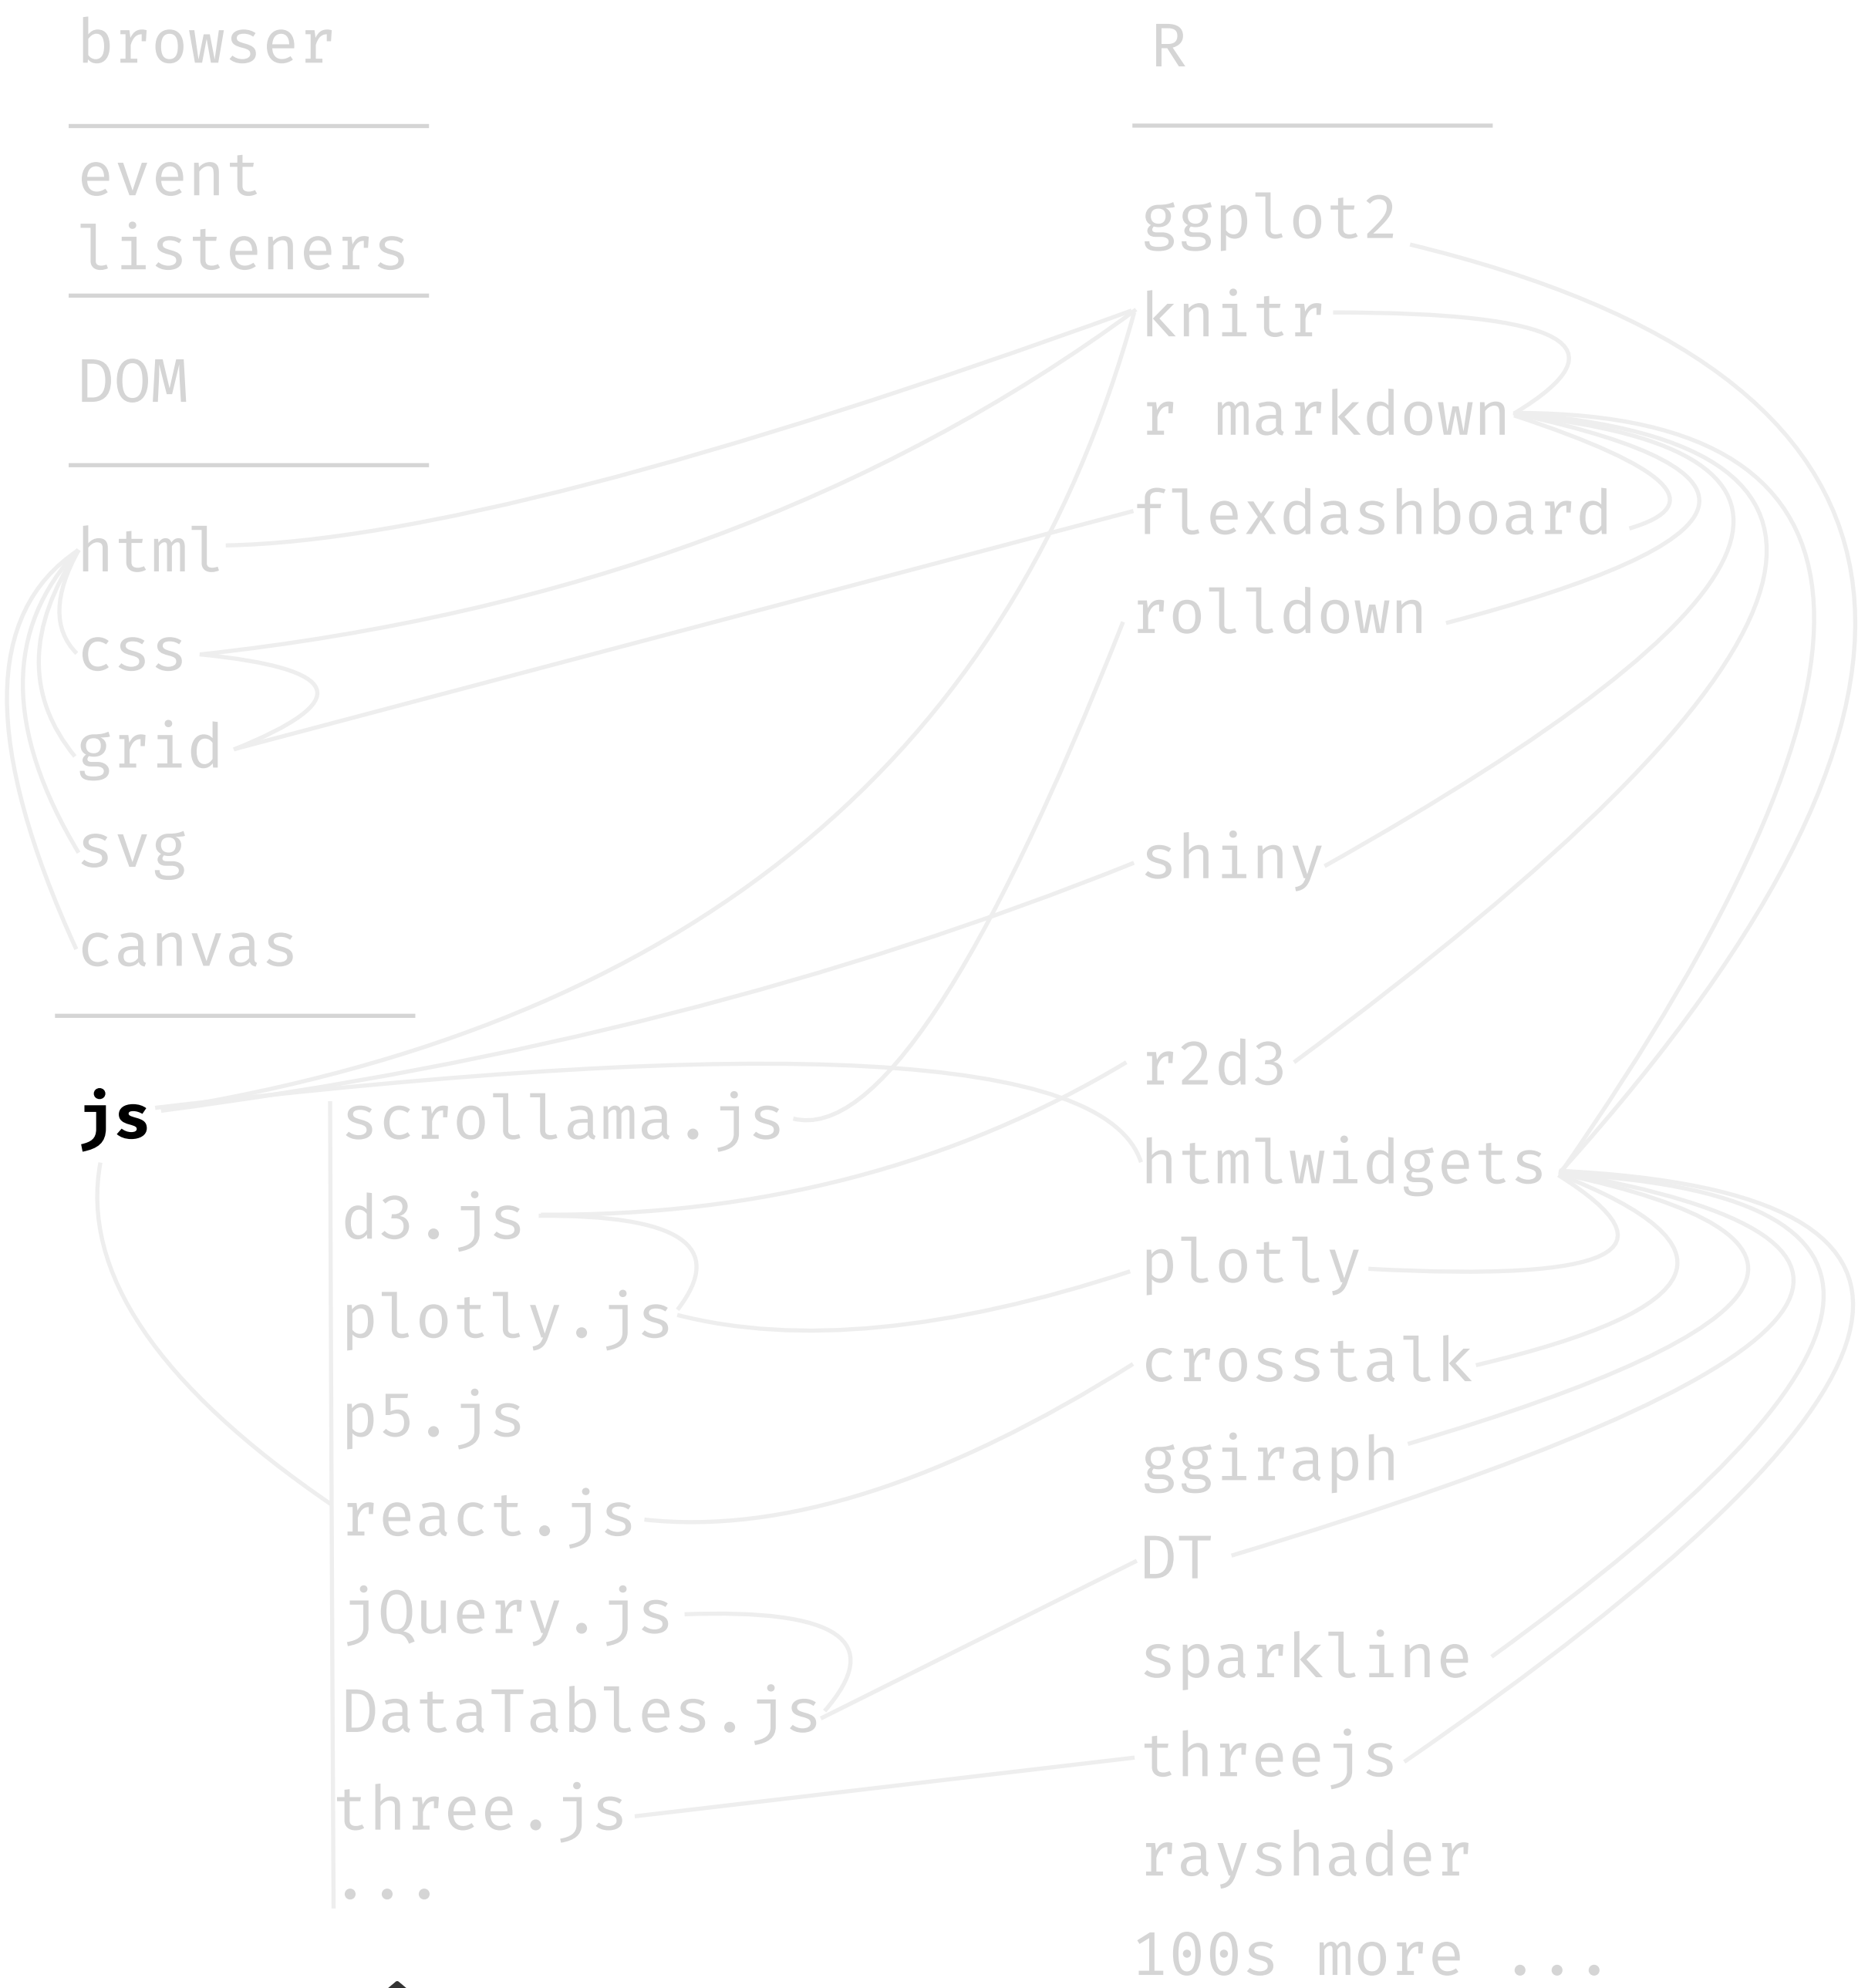 browser
event
listeners
DOM
html
css
grid
svg
canvas
js
scrollama.js
d3.js
plotly.js
p5.js
react.js
jQuery.js
DataTables.js
three.js
...
R
ggplot2
knitr
r markdown
flexdashboard
rolldown
shiny
r2d3
htmlwidgets
plotly
crosstalk
ggiraph
DT
sparkline
threejs
rayshader
100s more ...